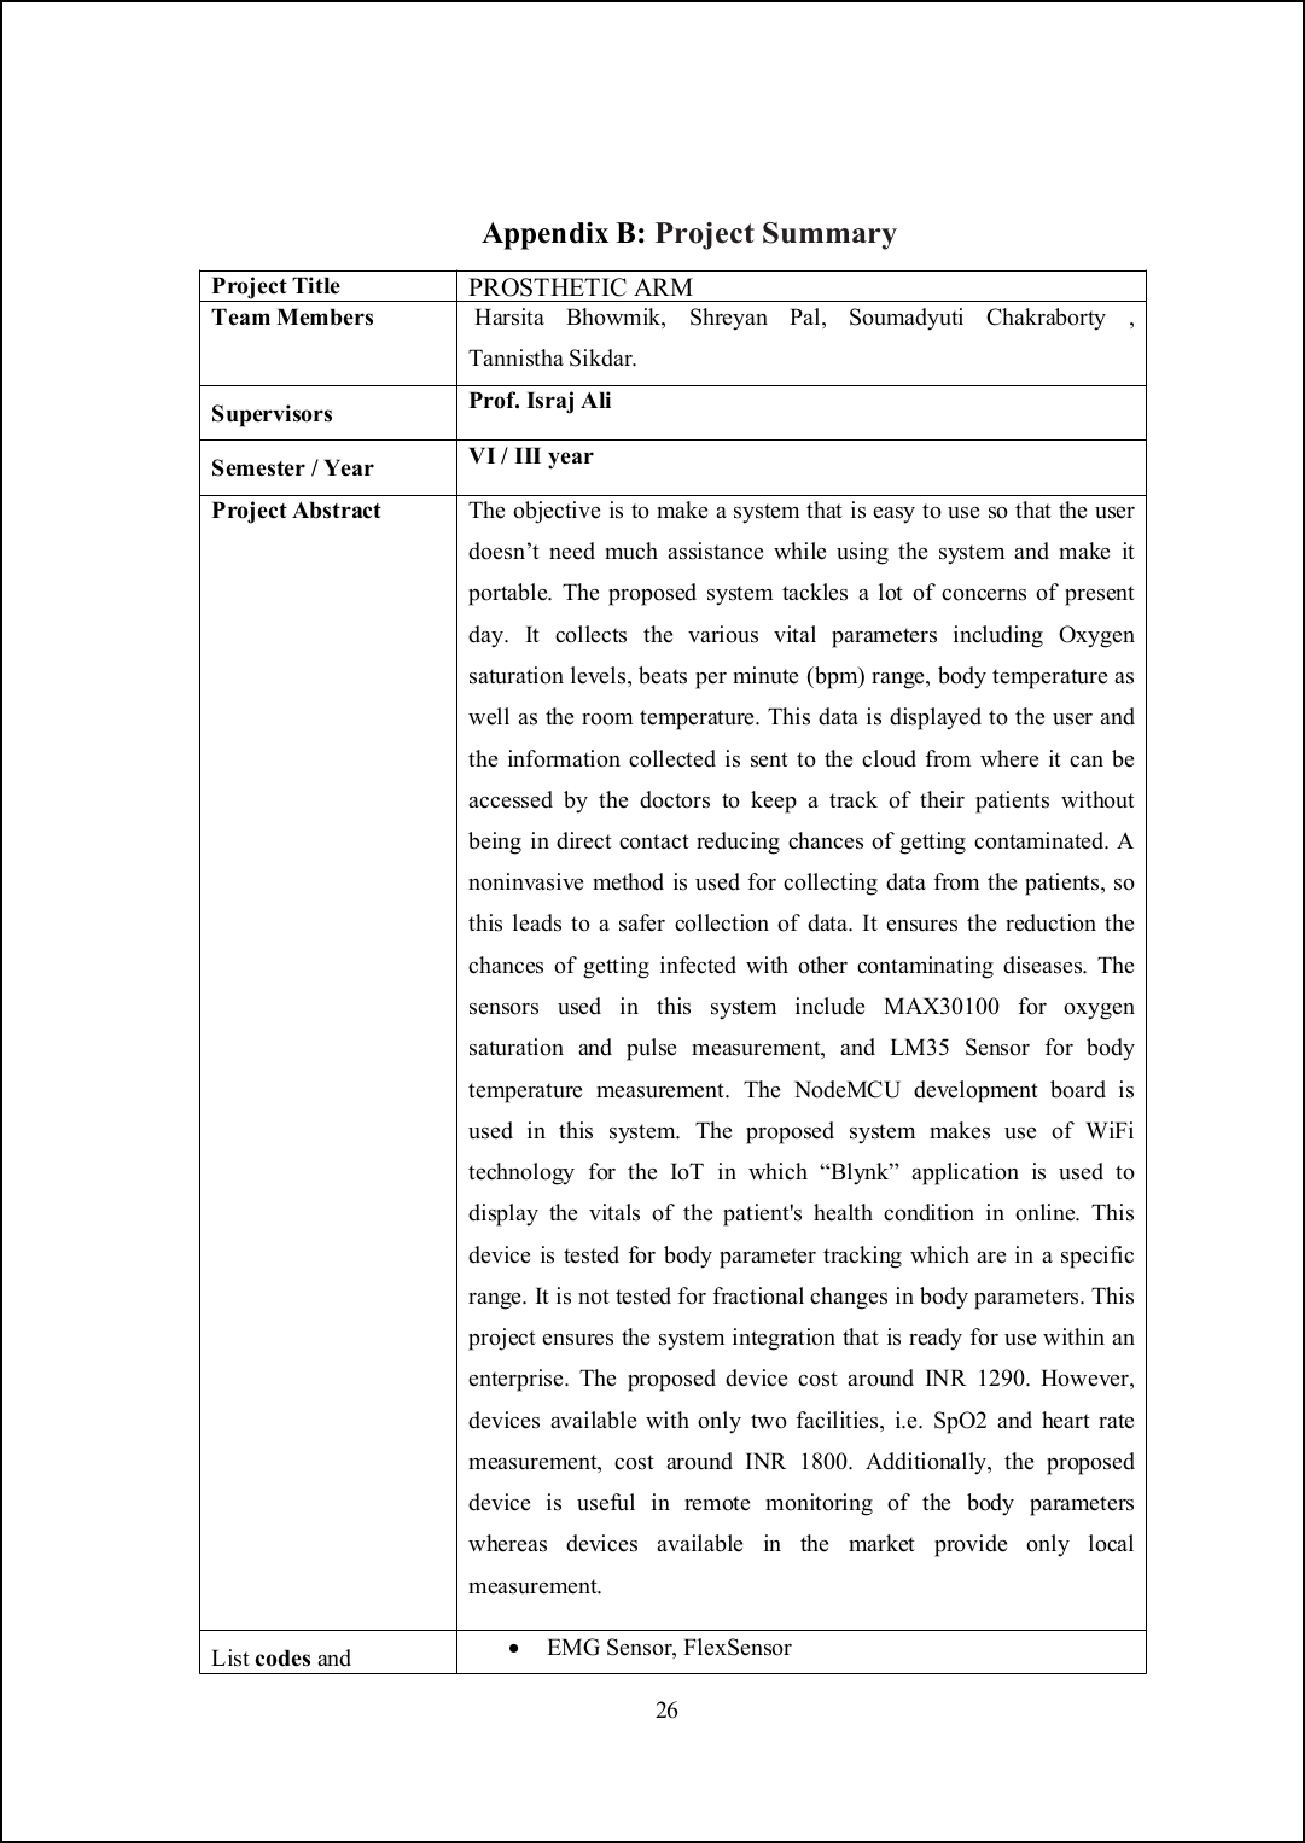 Appendix B: Project Summary
Project Title
PROSTHETIC ARM
Team Members
Harsita Bhowmik, Shreyan Pal, Soumadyuti Chakraborty ,
Tannistha Sikdar.
Supervisors
Prof. Israj Ali
Semester / Year
VI / III year
Project Abstract
The objective is to make a system that is easy to use so that the user
doesn’t need much assistance while using the system and make it
portable. The proposed system tackles a lot of concerns of present
day. It collects the various vital parameters including Oxygen
saturation levels, beats per minute (bpm) range, body temperature as
well as the room temperature. This data is displayed to the user and
the information collected is sent to the cloud from where it can be
accessed by the doctors to keep a track of their patients without
being in direct contact reducing chances of getting contaminated. A
noninvasive method is used for collecting data from the patients, so
this leads to a safer collection of data. It ensures the reduction the
chances of getting infected with other contaminating diseases. The
sensors used in this system include MAX30100 for oxygen
saturation and pulse measurement, and LM35 Sensor for body
temperature measurement. The NodeMCU development board is
used in this system. The proposed system makes use of WiFi
technology for the IoT in which “Blynk” application is used to
display the vitals of the patient's health condition in online. This
device is tested for body parameter tracking which are in a specific
range. It is not tested for fractional changes in body parameters. This
project ensures the system integration that is ready for use within an
enterprise. The proposed device cost around INR 1290. However,
devices available with only two facilities, i.e. SpO2 and heart rate
measurement, cost around INR 1800. Additionally, the proposed
device is useful in remote monitoring of the body parameters
whereas devices available in the market provide only local
measurement.
List codes and
• EMG Sensor, FlexSensor
26